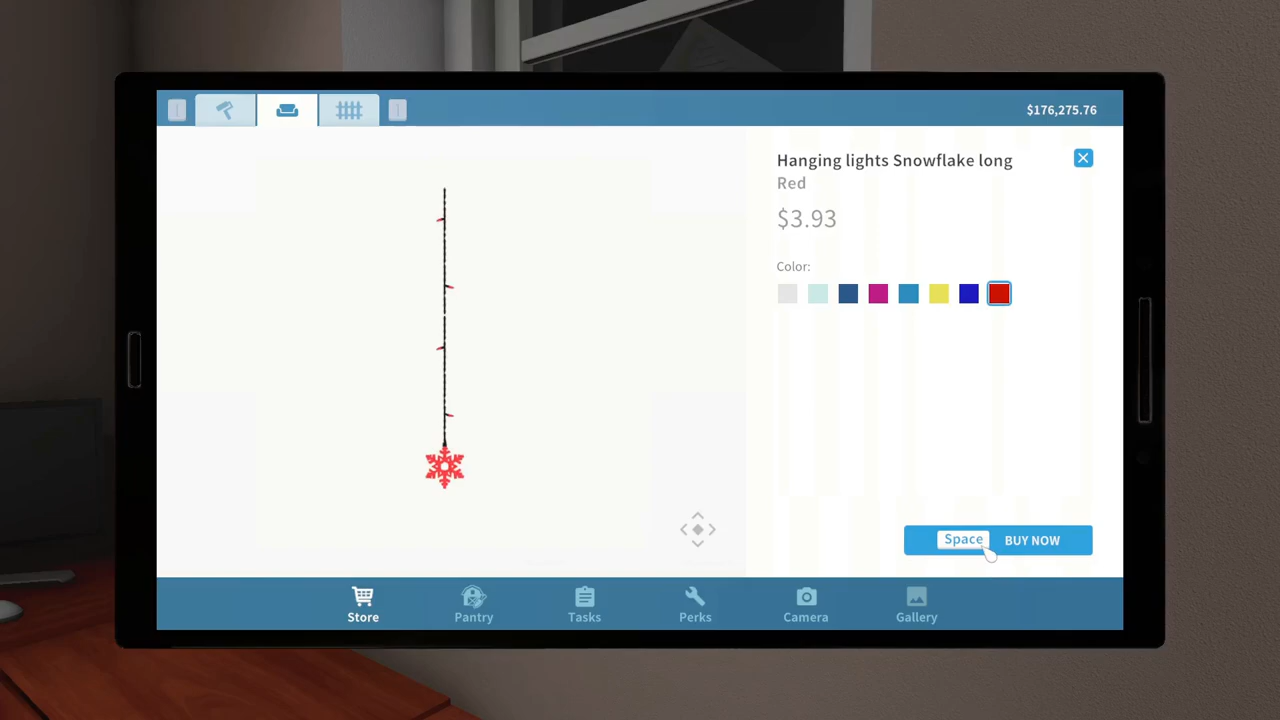 $176,275.76
Hanging lights Snowflake long
Red
$3.93
Color:
Space BUY NOW
Store Pantry Tasks Perks Camera Gallery